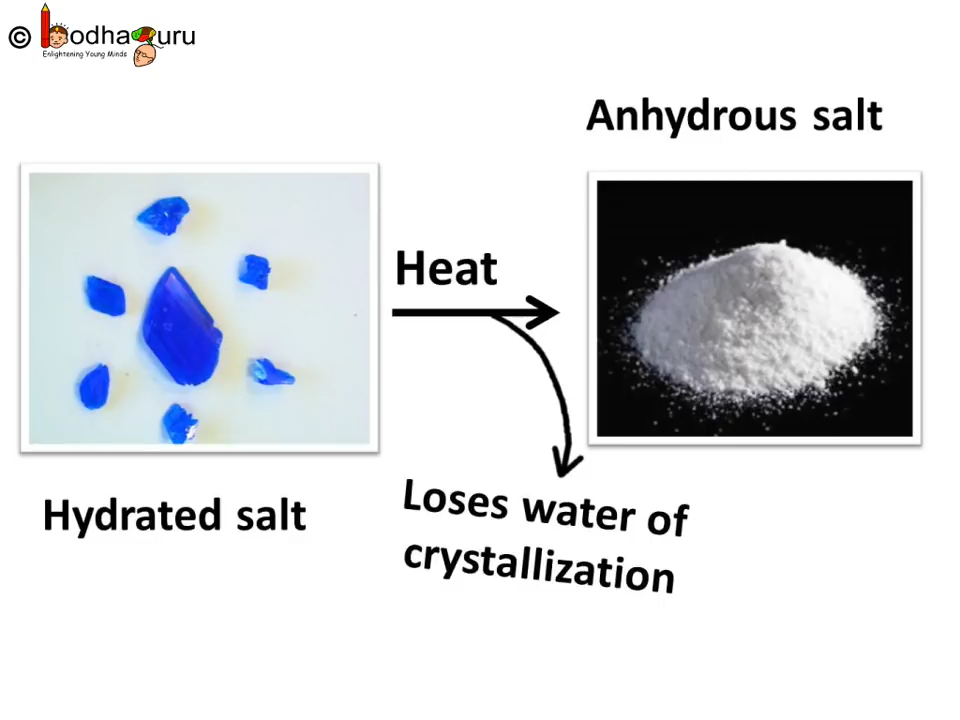 © BodhaGuru
Enlightening Young Minds
Anhydrous salt
Heat
Hydrated salt
Loses water of
crystallization